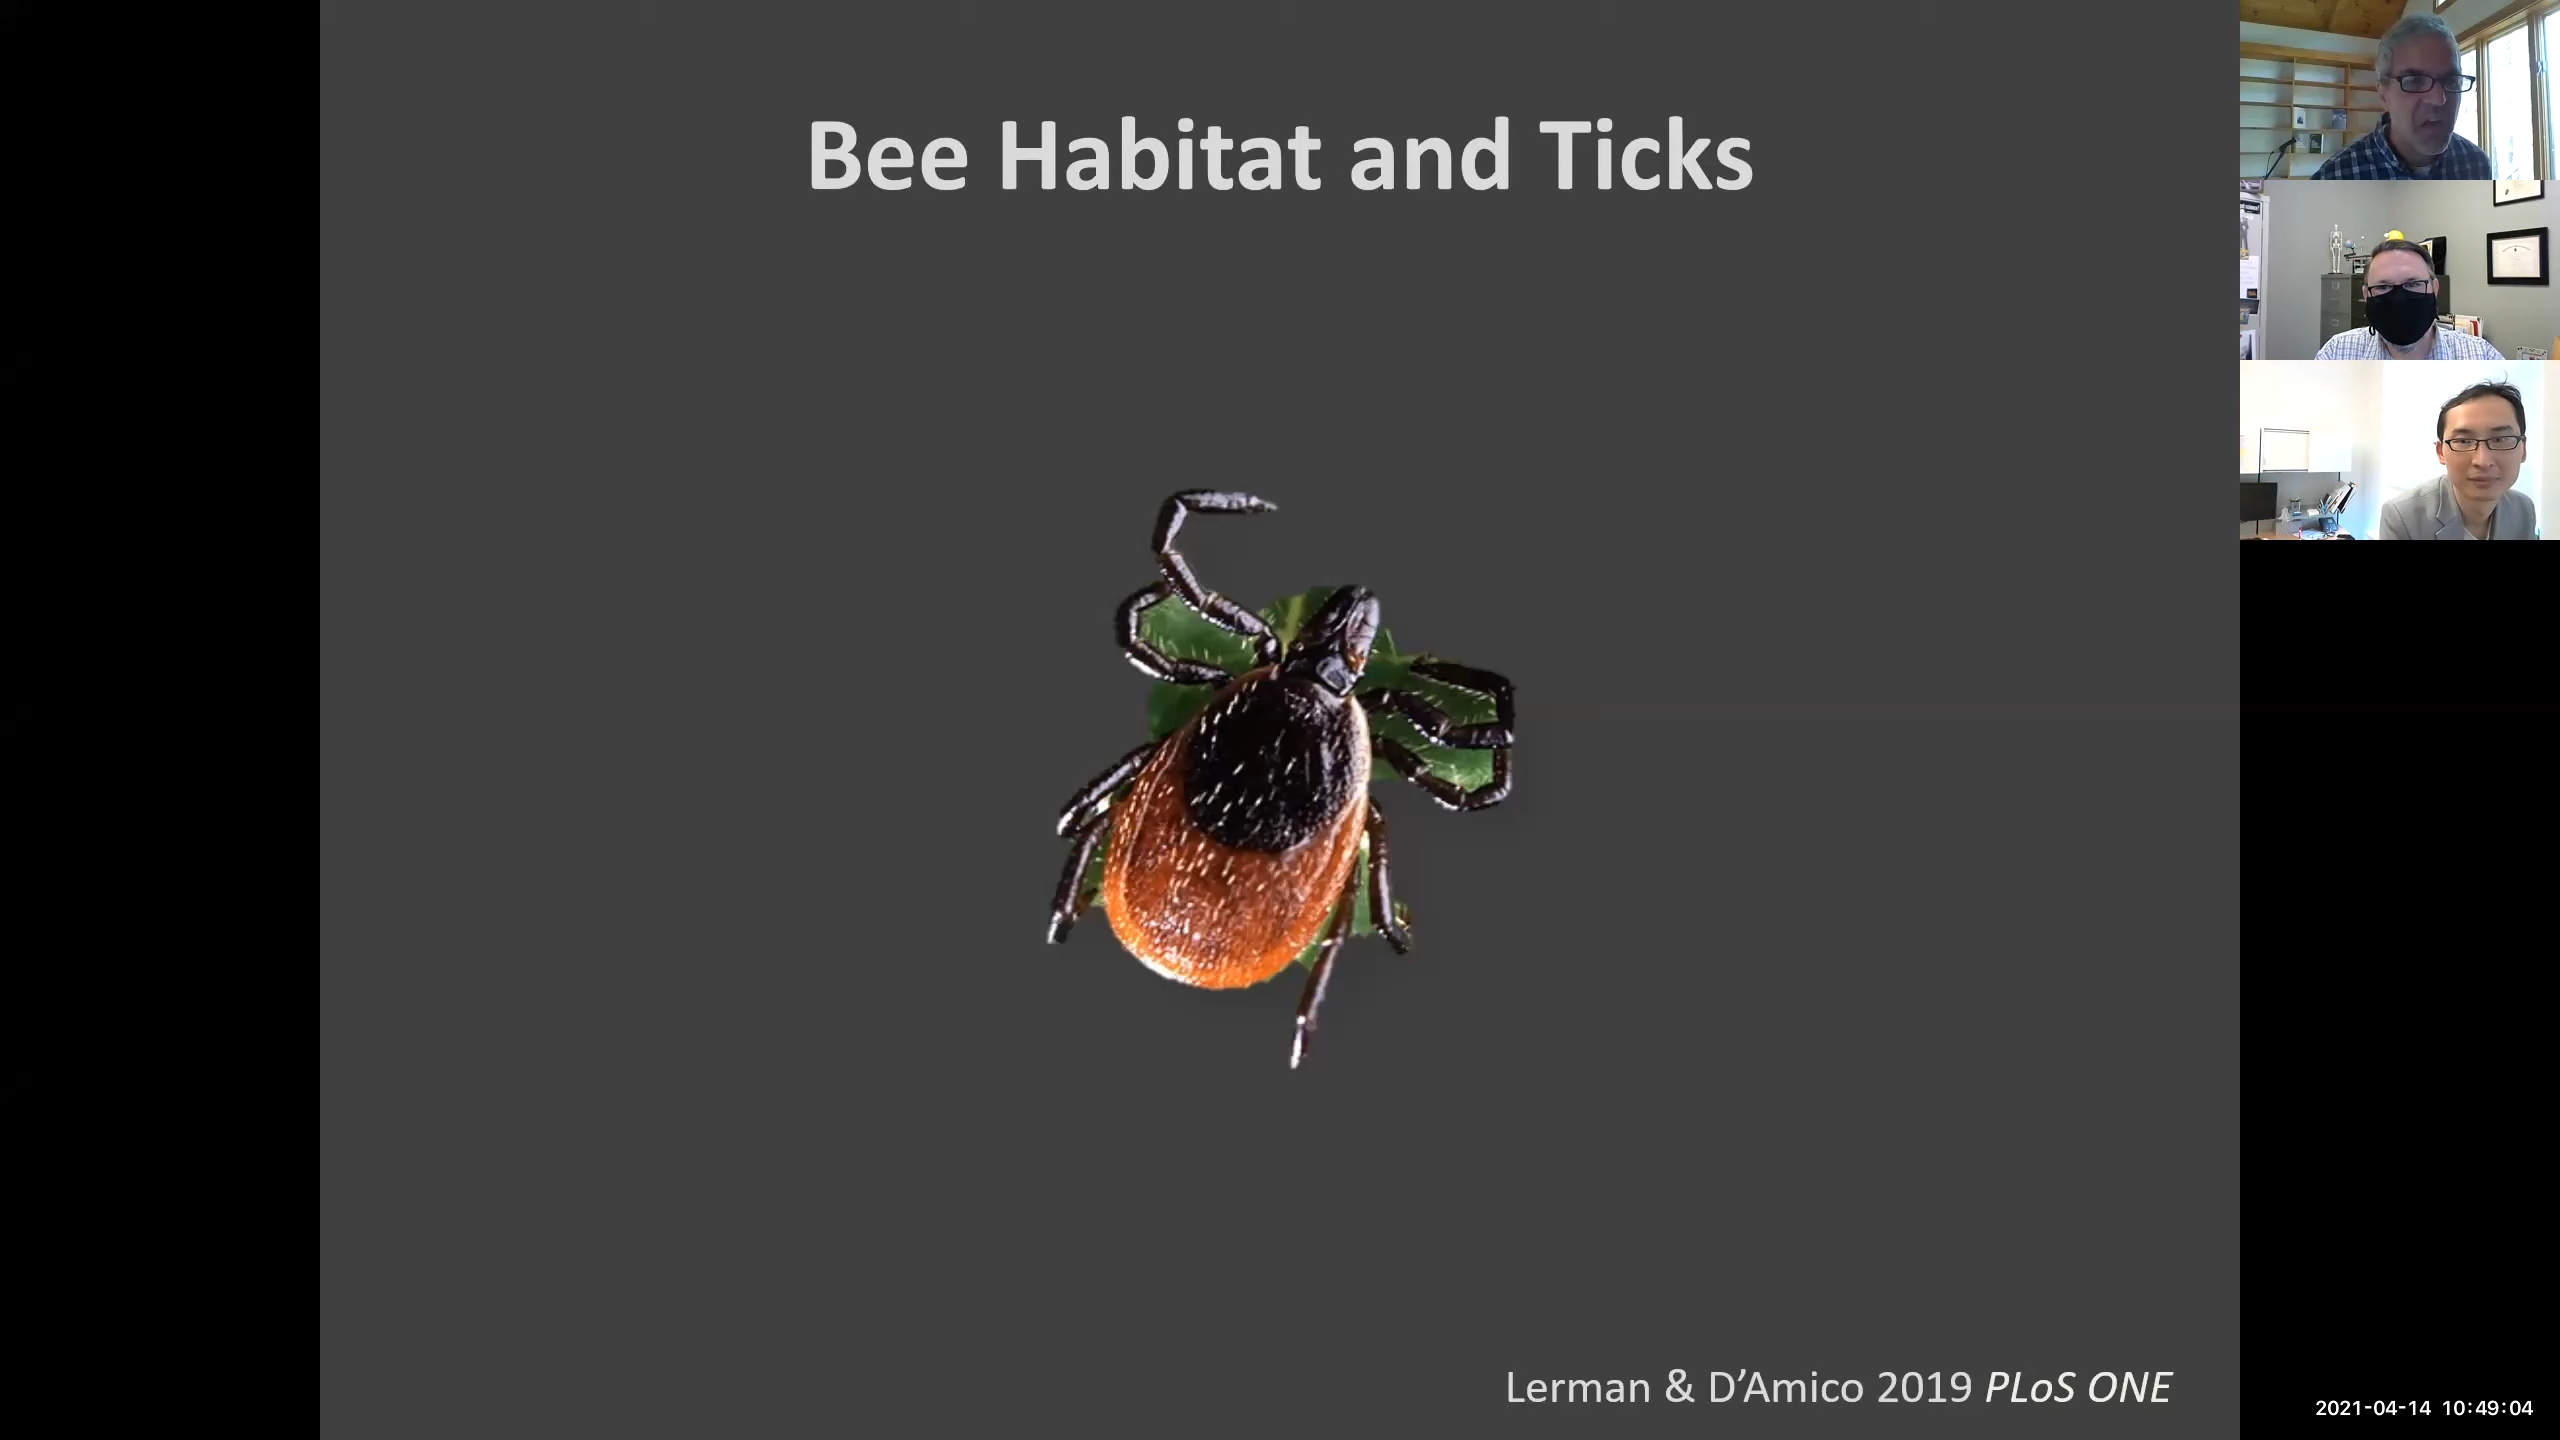 Bee Habitat and Ticks
Lerman & D’Amico 2019 PLoS ONE
2021-04-14 10:49:04